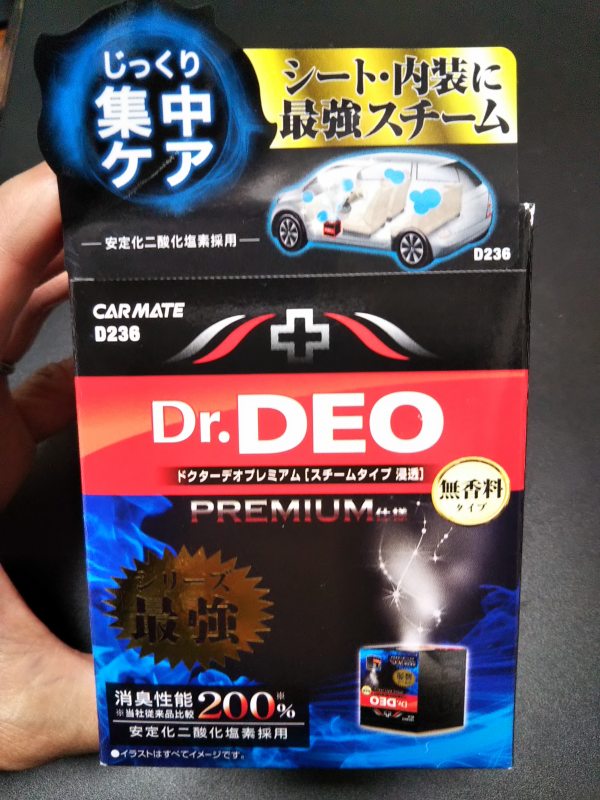 じっくり
集中
ケア
シート・内装に
最強スチーム
安定化二酸化塩素採用
D236
CARMATE
D236
Dr.DEO
ドクターデオプレミアム［スチームタイプ 浸透］
無香料
タイプ
PREMIUM仕様
シリーズ
最強
Dr.DEO
消臭性能
※当社従来品比較
200%※
安定化二酸化塩素採用
●イラストはすべてイメージです。